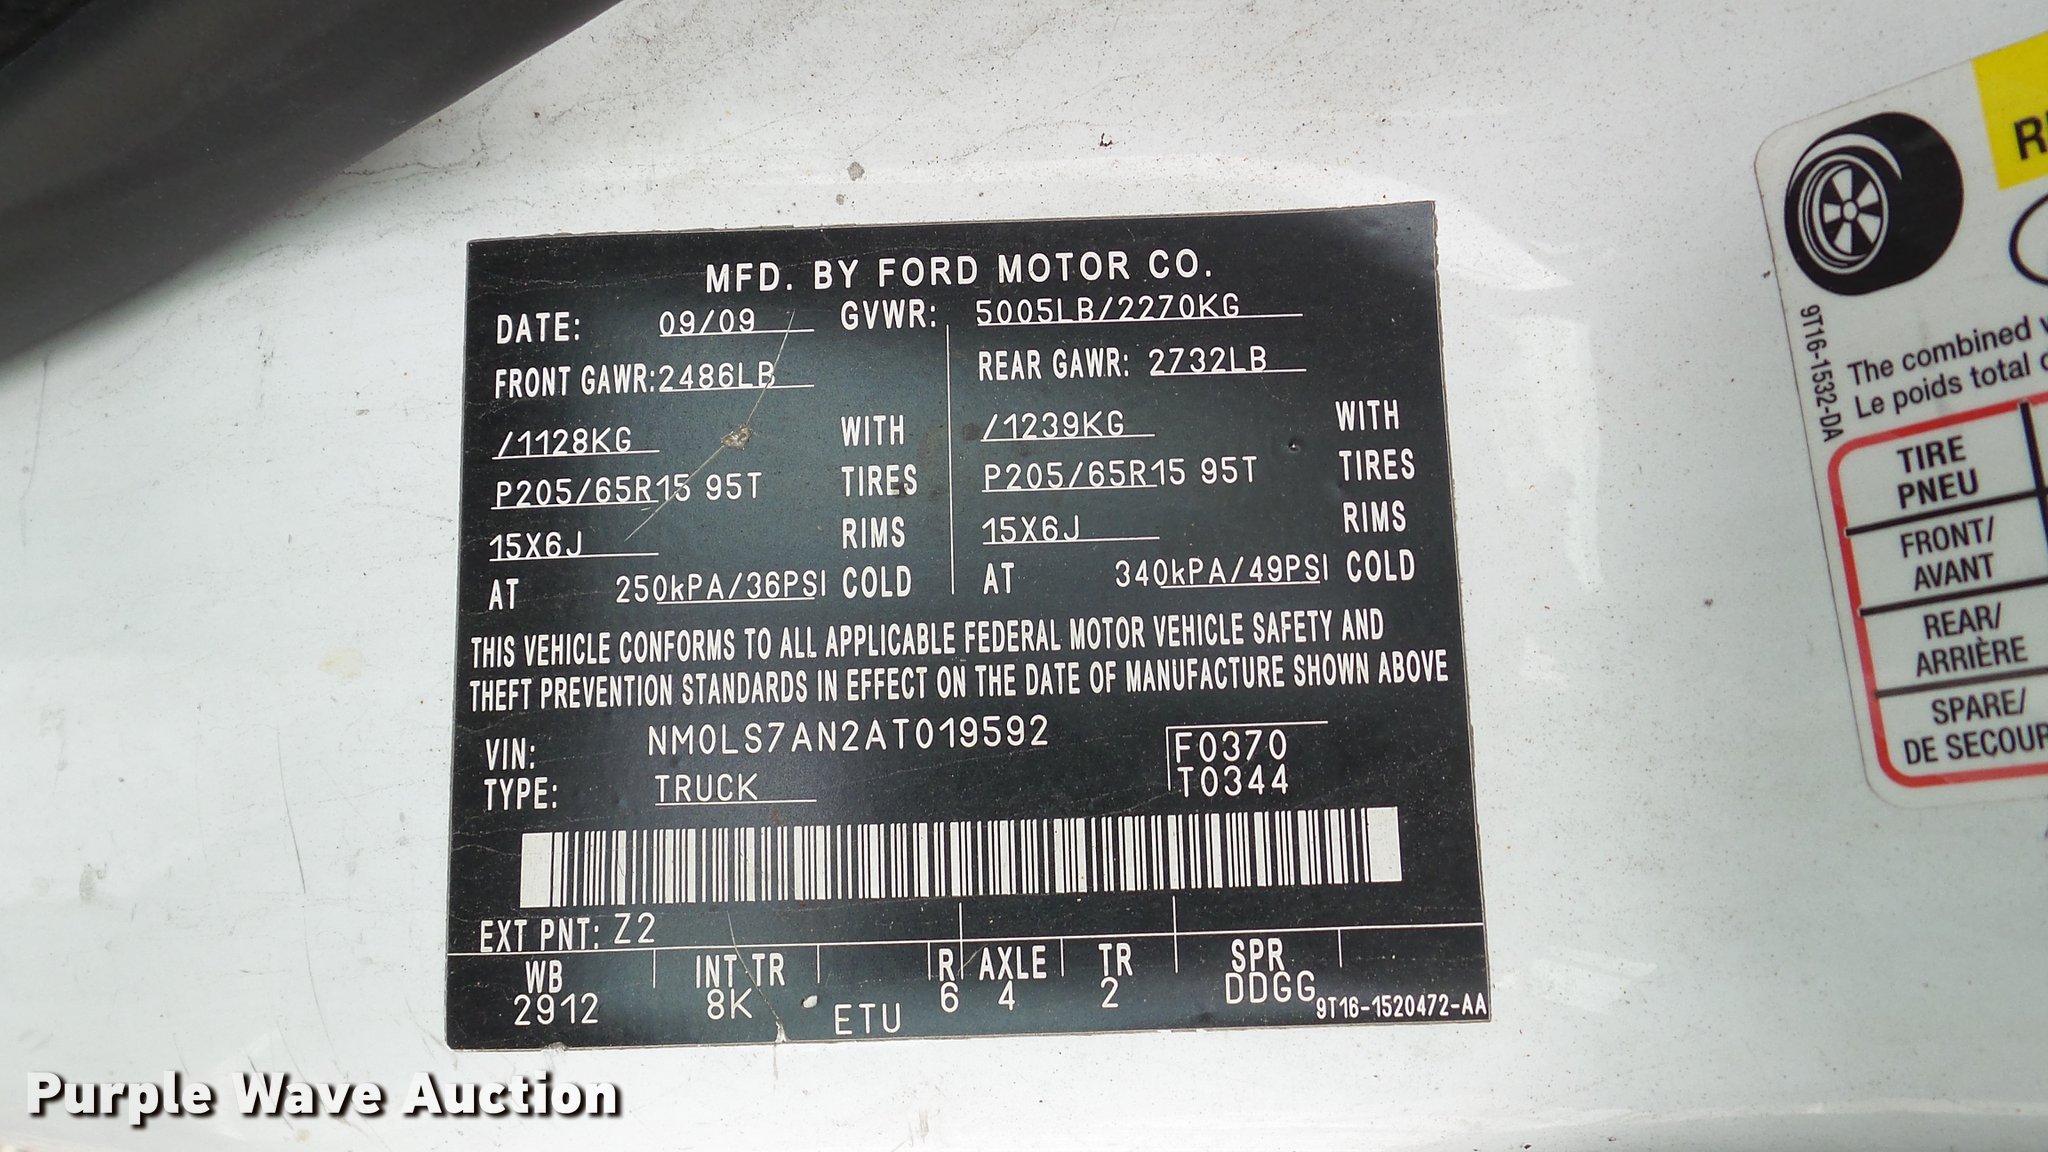 MFD. BY FORD MOTOR CO.
DATE: 09/09 GVWR: 5005LB/2270KG
FRONT GAWR: 2486LB REAR GAWR: 2732LB
/1128KG WITH /1239KG WITH
P205/65R15 95T TIRES P205/65R15 95T TIRES
15X6J RIMS 15X6J RIMS
AT 250kPA/36PSI COLD AT 340kPA/49PSI COLD
THIS VEHICLE CONFORMS TO ALL APPLICABLE FEDERAL MOTOR VEHICLE SAFETY AND
THEFT PREVENTION STANDARDS IN EFFECT ON THE DATE OF MANUFACTURE SHOWN ABOVE
VIN: NM0LS7AN2AT019592 F0370
TYPE: TRUCK T0344
EXT PNT: Z2
WB INT TR R AXLE TR SPR
2912 8K ETU 6 4 2 DDGG 9T16-1520472-AA
9T16-1532-DA
The combined
Le poids total
TIRE
PNEU
FRONT/
AVANT
REAR/
ARRIÈRE
SPARE/
DE SECOUR
Purple Wave Auction